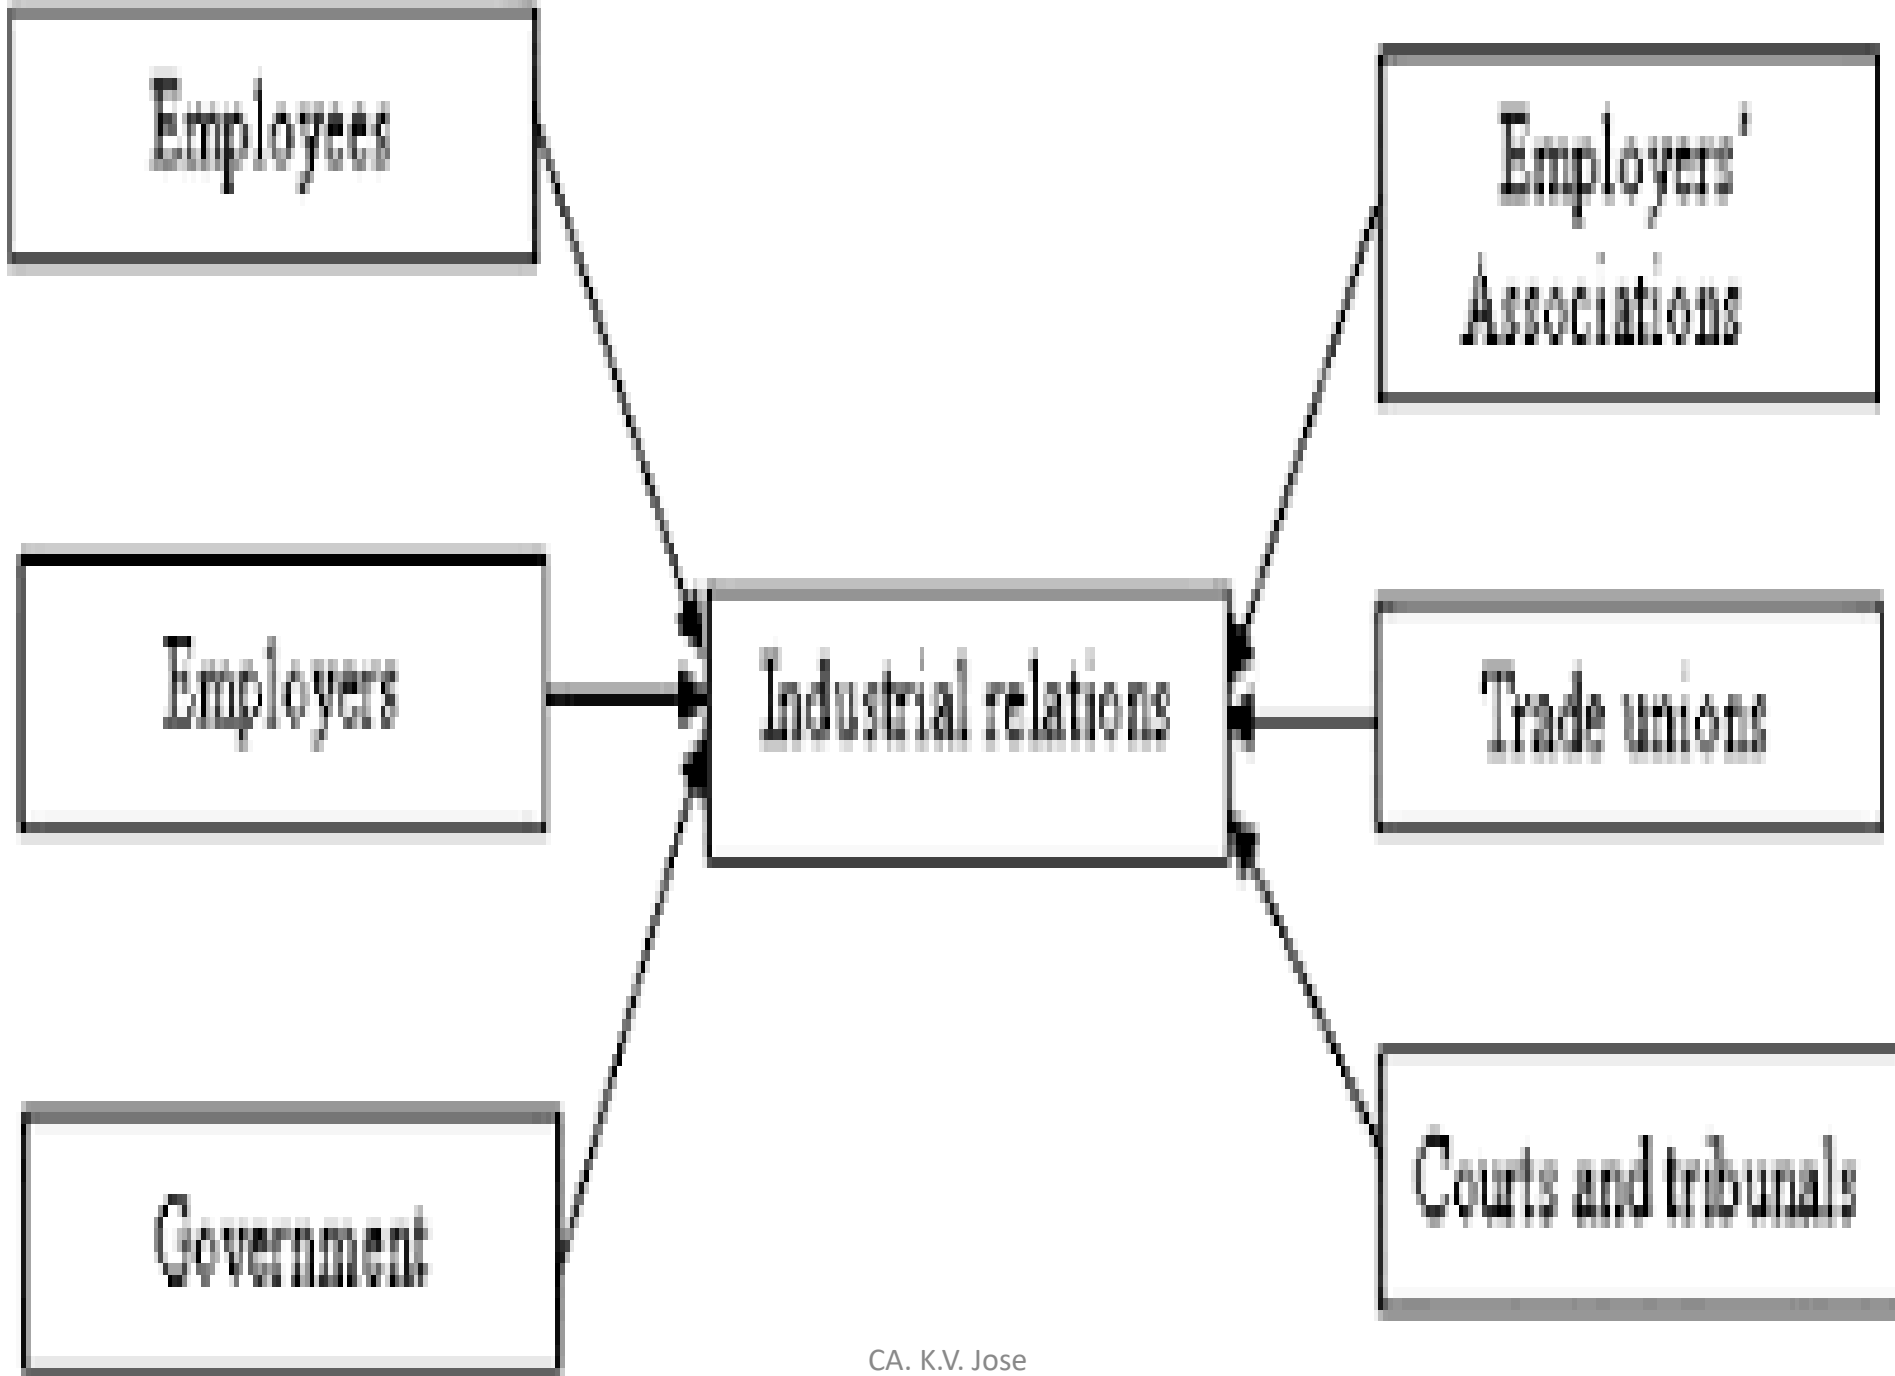 Employees
Employers'
Associations
Employers
Industrial relations
Trade unions
Government
Courts and tribunals
CA. K.V. Jose